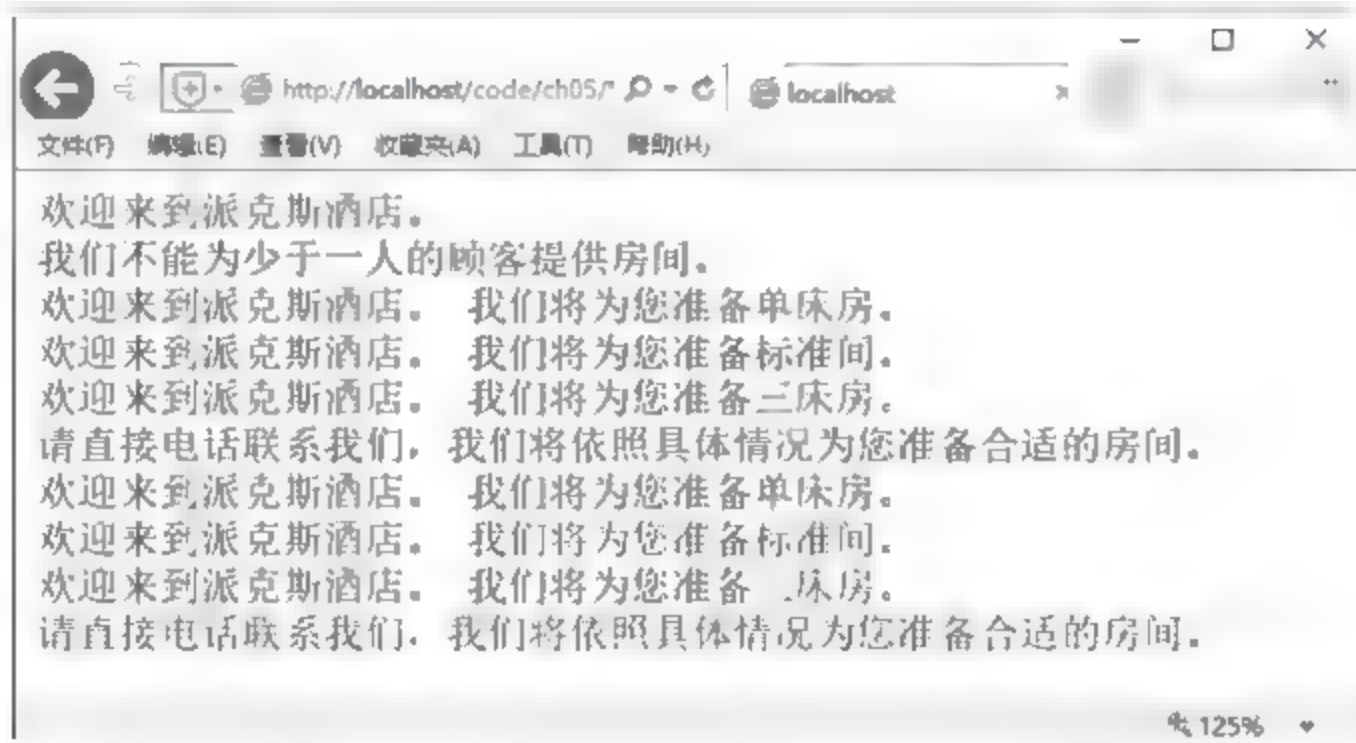 http://localhost/code/ch05/
localhost
文件(F) 编辑(E) 查看(V) 收藏夹(A) 工具(T) 帮助(H)
欢迎来到派克斯酒店。
我们不能为少于一人的顾客提供房间。
欢迎来到派克斯酒店。 我们将为您准备单床房。
欢迎来到派克斯酒店。 我们将为您准备标准间。
欢迎来到派克斯酒店。 我们将为您准备三床房。
请直接电话联系我们,我们将依照具体情况为您准备合适的房间。
欢迎来到派克斯酒店。 我们将为您准备单床房。
欢迎来到派克斯酒店。 我们将为您准备标准间。
欢迎来到派克斯酒店。 我们将为您准备 床房。
请直接电话联系我们,我们将依照具体情况为您准备合适的房间。
125%